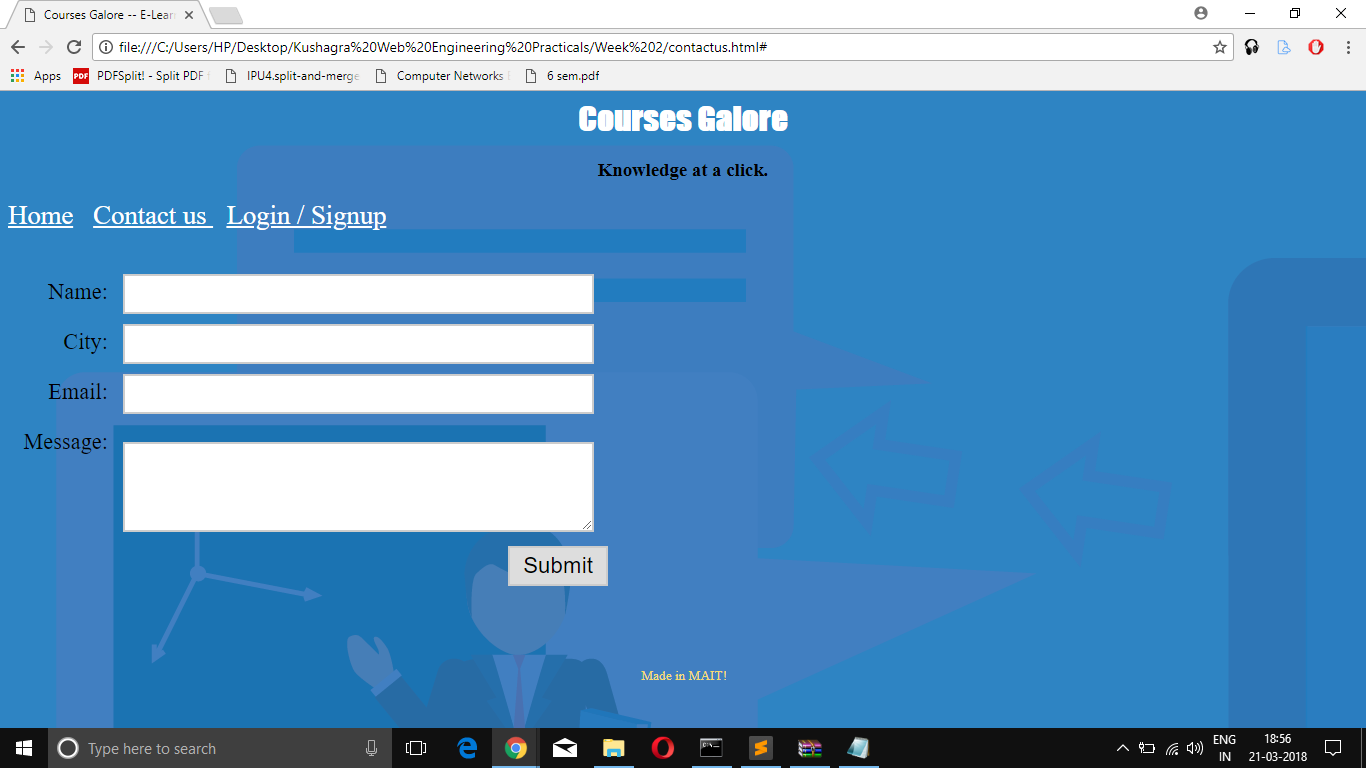 Courses Galore -- E-Lear
file:///C:/Users/HP/Desktop/Kushagra%20Web%20Engineering%20Practicals/Week%202/contactus.html#
Apps PDF PDFSplit! - Split PDF f IPU4.split-and-merge Computer Networks 6 sem.pdf
Courses Galore
Knowledge at a click.
Home Contact us Login / Signup
Name:
City:
Email:
Message:
Submit
Made in MAIT!
Type here to search
ENG 18:56
IN 21-03-2018